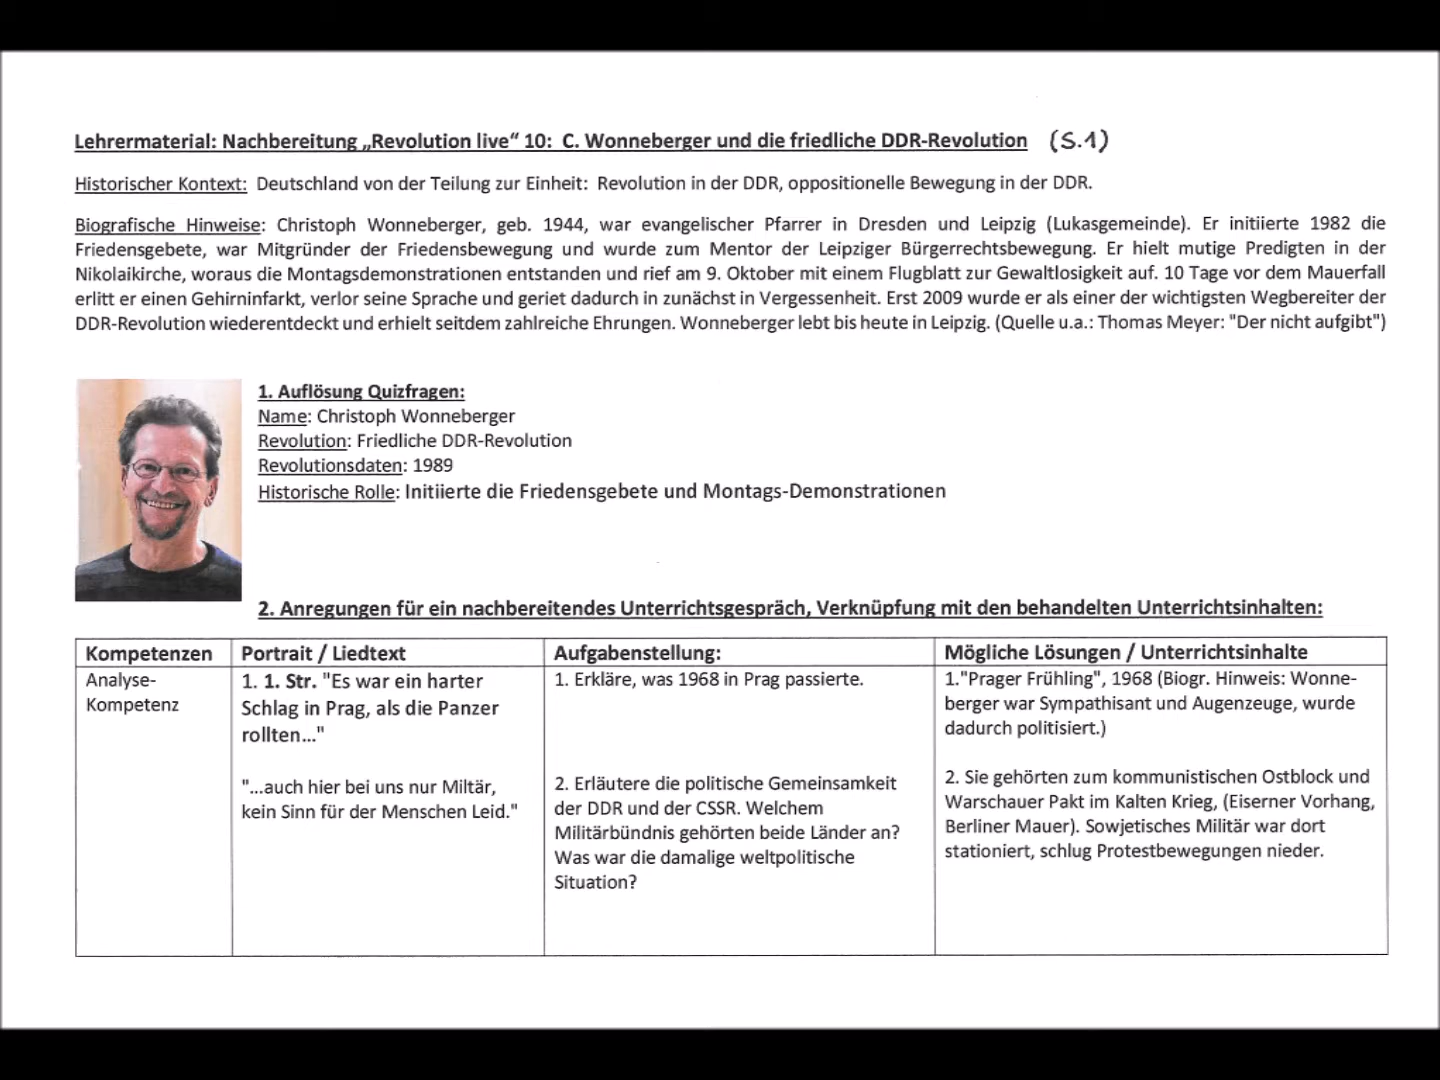 Lehrermaterial: Nachbereitung „Revolution live“ 10: C. Wonneberger und die friedliche DDR-Revolution (S.1)
Historischer Kontext: Deutschland von der Teilung zur Einheit: Revolution in der DDR, oppositionelle Bewegung in der DDR.
Biografische Hinweise: Christoph Wonneberger, geb. 1944, war evangelischer Pfarrer in Dresden und Leipzig (Lukasgemeinde). Er initiierte 1982 die
Friedensgebete, war Mitgründer der Friedensbewegung und wurde zum Mentor der Leipziger Bürgerrechtsbewegung. Er hielt mutige Predigten in der
Nikolaikirche, woraus die Montagsdemonstrationen entstanden und rief am 9. Oktober mit einem Flugblatt zur Gewaltlosigkeit auf. 10 Tage vor dem Mauerfall
erlitt er einen Gehirninfarkt, verlor seine Sprache und geriet dadurch in zunächst in Vergessenheit. Erst 2009 wurde er als einer der wichtigsten Wegbereiter der
DDR-Revolution wiederentdeckt und erhielt seitdem zahlreiche Ehrungen. Wonneberger lebt bis heute in Leipzig. (Quelle u.a.: Thomas Meyer: "Der nicht aufgibt")
1. Auflösung Quizfragen:
Name: Christoph Wonneberger
Revolution: Friedliche DDR-Revolution
Revolutionsdaten: 1989
Historische Rolle: Initiierte die Friedensgebete und Montags-Demonstrationen
2. Anregungen für ein nachbereitendes Unterrichtsgespräch, Verknüpfung mit den behandelten Unterrichtsinhalten:
Kompetenzen
Portrait / Liedtext
Aufgabenstellung:
Mögliche Lösungen / Unterrichtsinhalte
Analyse-
Kompetenz
1. 1. Str. "Es war ein harter
Schlag in Prag, als die Panzer
rollten..."
"...auch hier bei uns nur Miltär,
kein Sinn für der Menschen Leid."
1. Erkläre, was 1968 in Prag passierte.
2. Erläutere die politische Gemeinsamkeit
der DDR und der CSSR. Welchem
Militärbündnis gehörten beide Länder an?
Was war die damalige weltpolitische
Situation?
1."Prager Frühling", 1968 (Biogr. Hinweis: Wonne-
berger war Sympathisant und Augenzeuge, wurde
dadurch politisiert.)
2. Sie gehörten zum kommunistischen Ostblock und
Warschauer Pakt im Kalten Krieg, (Eiserner Vorhang,
Berliner Mauer). Sowjetisches Militär war dort
stationiert, schlug Protestbewegungen nieder.